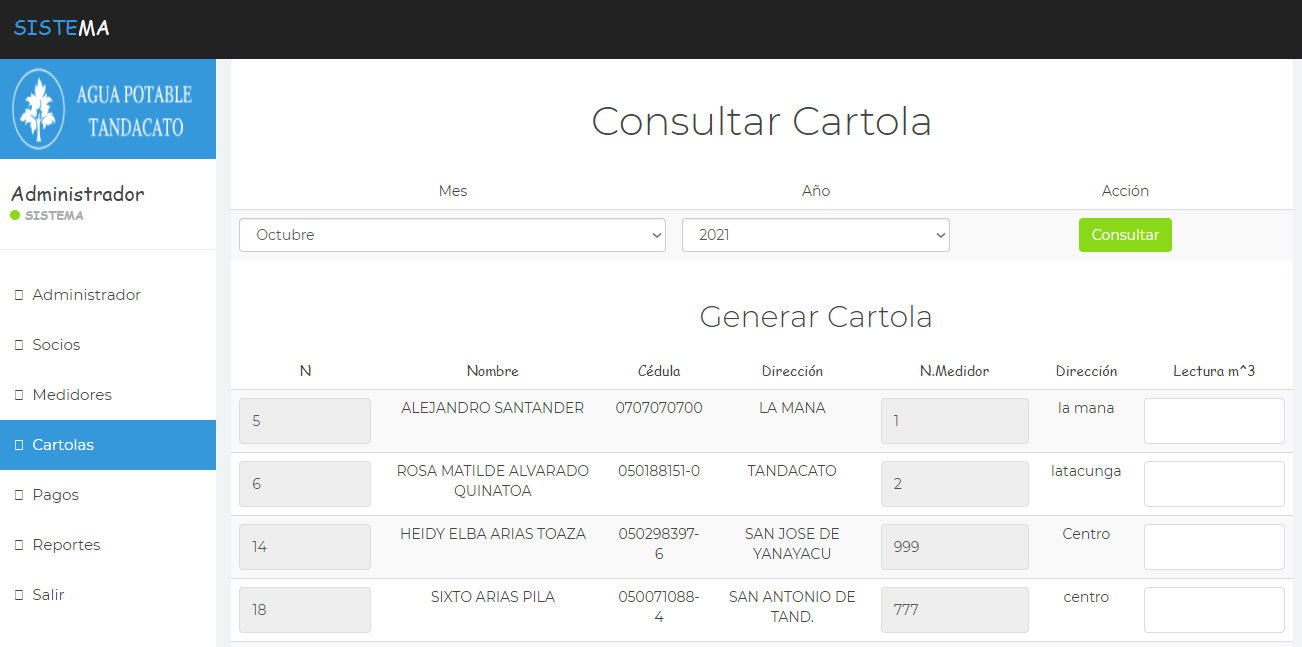 SISTEMA
AGUA POTABLE
TANDACATO
Administrador
SISTEMA
Administrador
Socios
Medidores
Cartolas
Pagos
Reportes
Salir
Consultar Cartola
Mes Año Acción
Octubre 2021 Consultar
Generar Cartola
N Nombre Cédula Dirección N.Medidor Dirección Lectura m^3
5 ALEJANDRO SANTANDER 0707070700 LA MANA 1 la mana
6 ROSA MATILDE ALVARADO 050188151-0 TANDACATO 2 latacunga
QUINATOA
14 HEIDY ELBA ARIAS TOAZA 050298397- SAN JOSE DE 999 Centro
6 YANAYACU
18 SIXTO ARIAS PILA 050071088- SAN ANTONIO DE 777 centro
4 TAND.